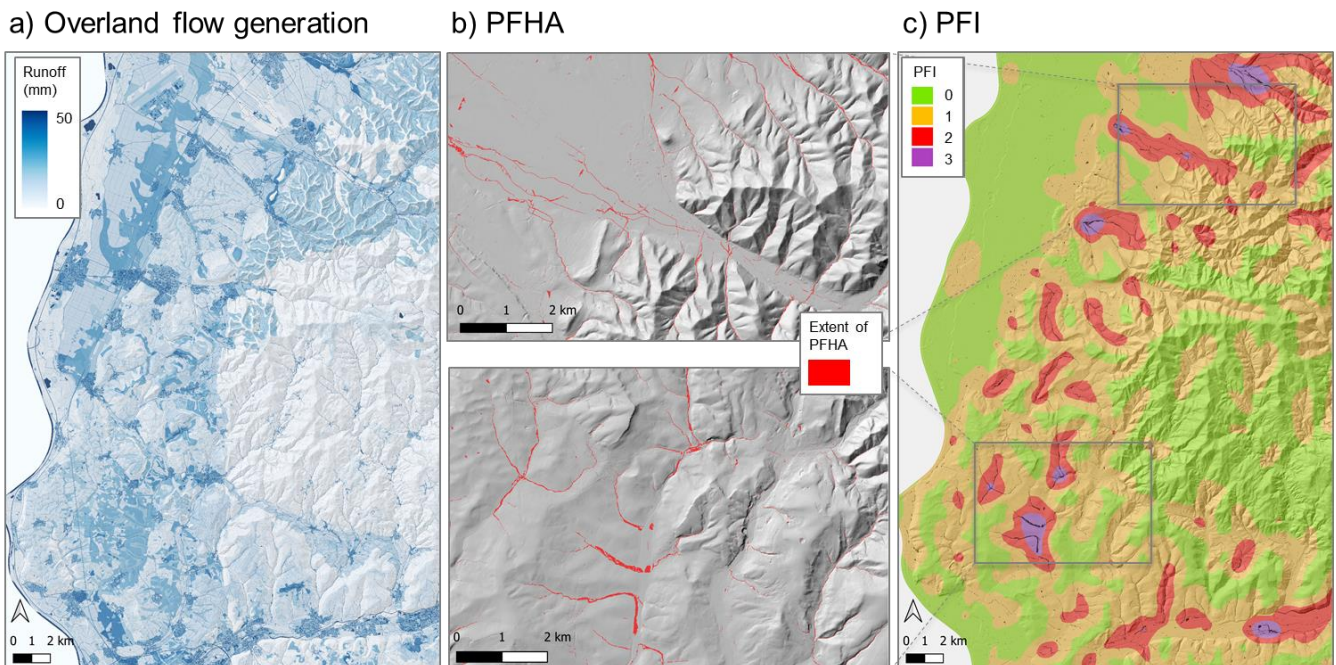 a) Overland flow generation
b) PFHA
c) PFI
Runoff
(mm)
50
0
0 1 2 km
0 1 2 km
Extent of
PFHA
0 1 2 km
PFI
0
1
2
3
0 1 2 km